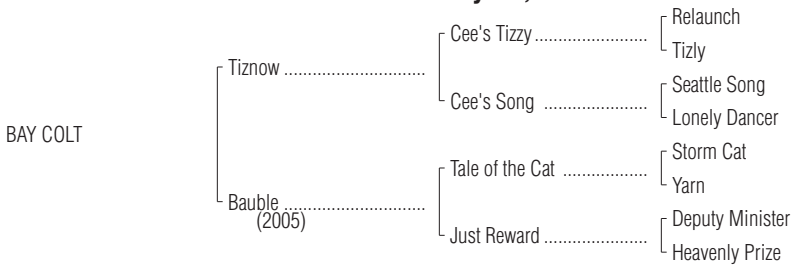 Relaunch
Cee's Tizzy
Tizly
Tiznow
Seattle Song
Cee's Song
Lonely Dancer
BAY COLT
Storm Cat
Tale of the Cat
Yarn
Bauble
(2005)
Deputy Minister
Just Reward
Heavenly Prize